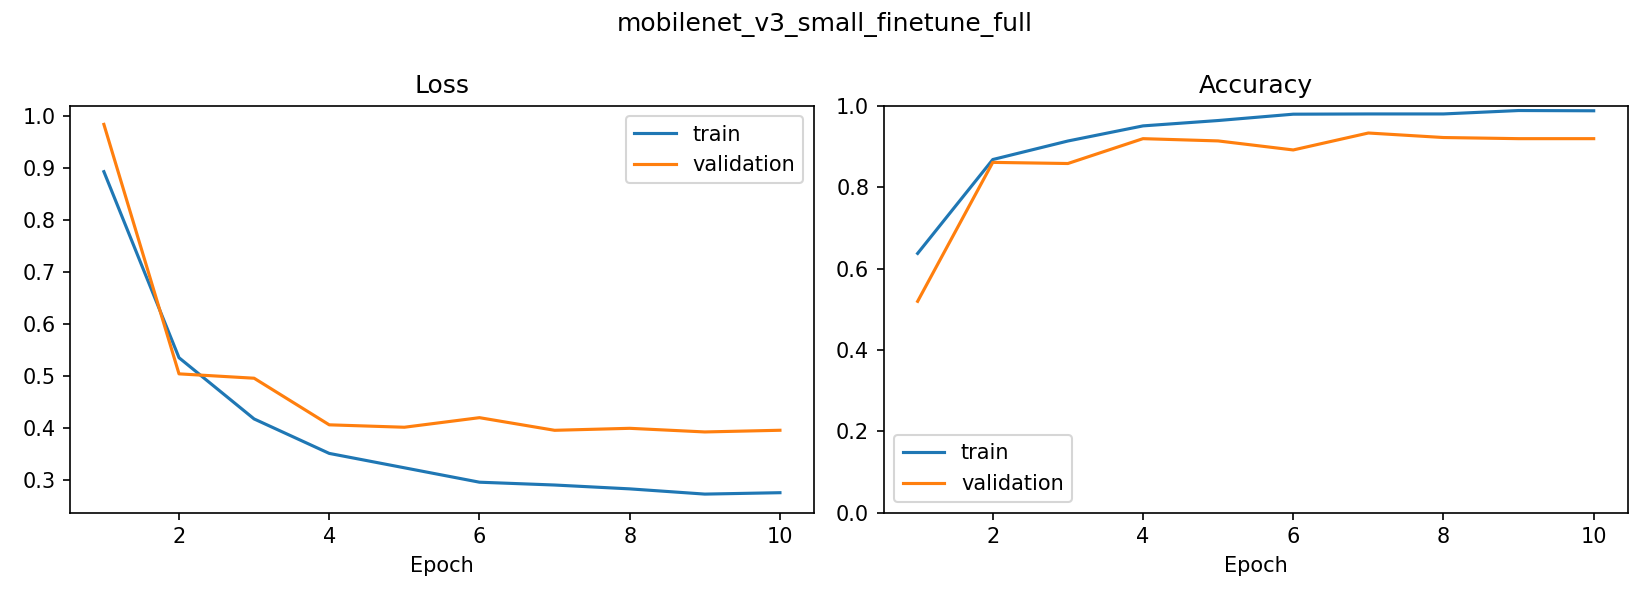 mobilenet_v3_small_finetune_full
Loss
1.0
0.9
0.8
0.7
0.6
0.5
0.4
0.3
train
validation
2
4
6
8
10
Epoch
Accuracy
1.0
0.8
0.6
0.4
0.2
0.0
train
validation
2
4
6
8
10
Epoch